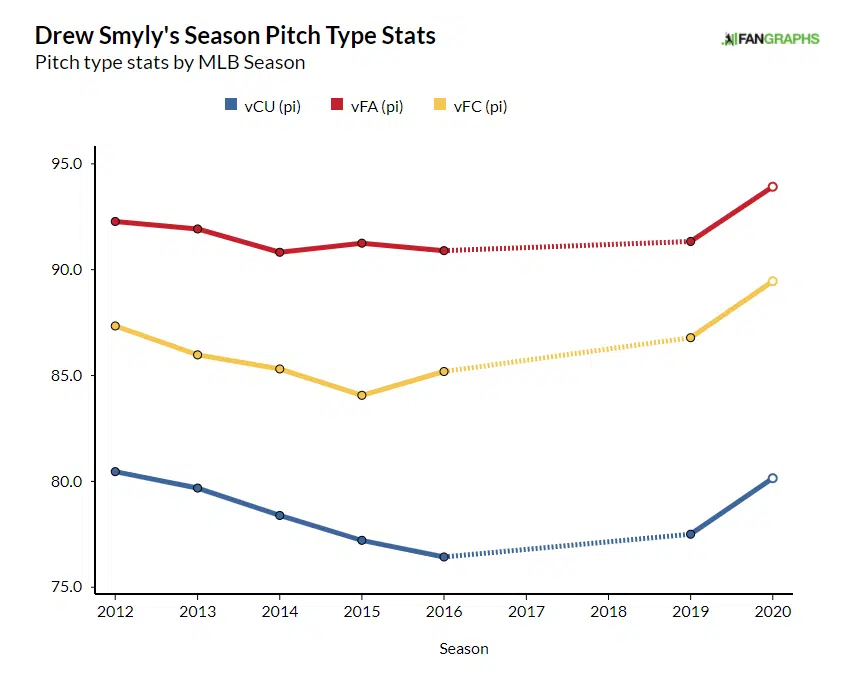 Drew Smyly's Season Pitch Type Stats
Pitch type stats by MLB Season
FANGRAPHS
vCU (pi) vFA (pi) vFC (pi)
95.0
90.0
85.0
80.0
75.0
2012 2013 2014 2015 2016 2017 2018 2019 2020
Season